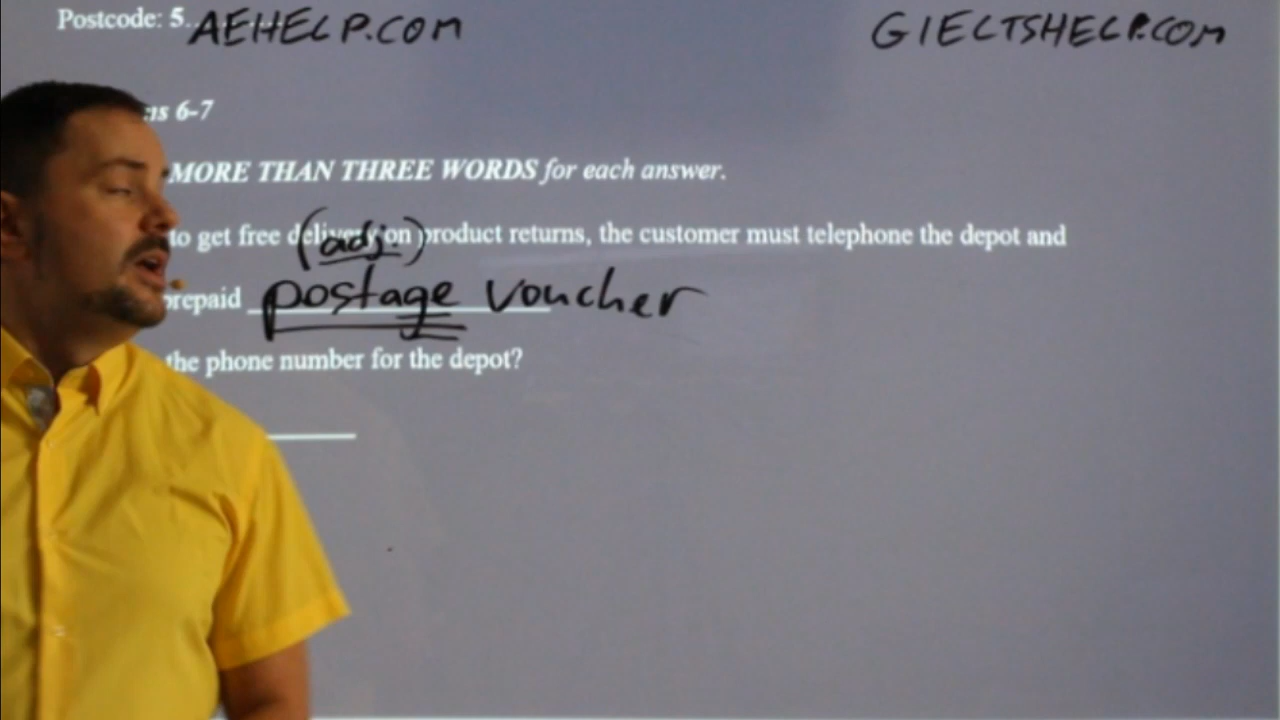 Postcode: 5..............
AEHELP.COM
GIELTSHELP.COM
ns 6-7
MORE THAN THREE WORDS for each answer.
to get free delivery on product returns, the customer must telephone the depot and
(adj.)
prepaid postage voucher
the phone number for the depot?